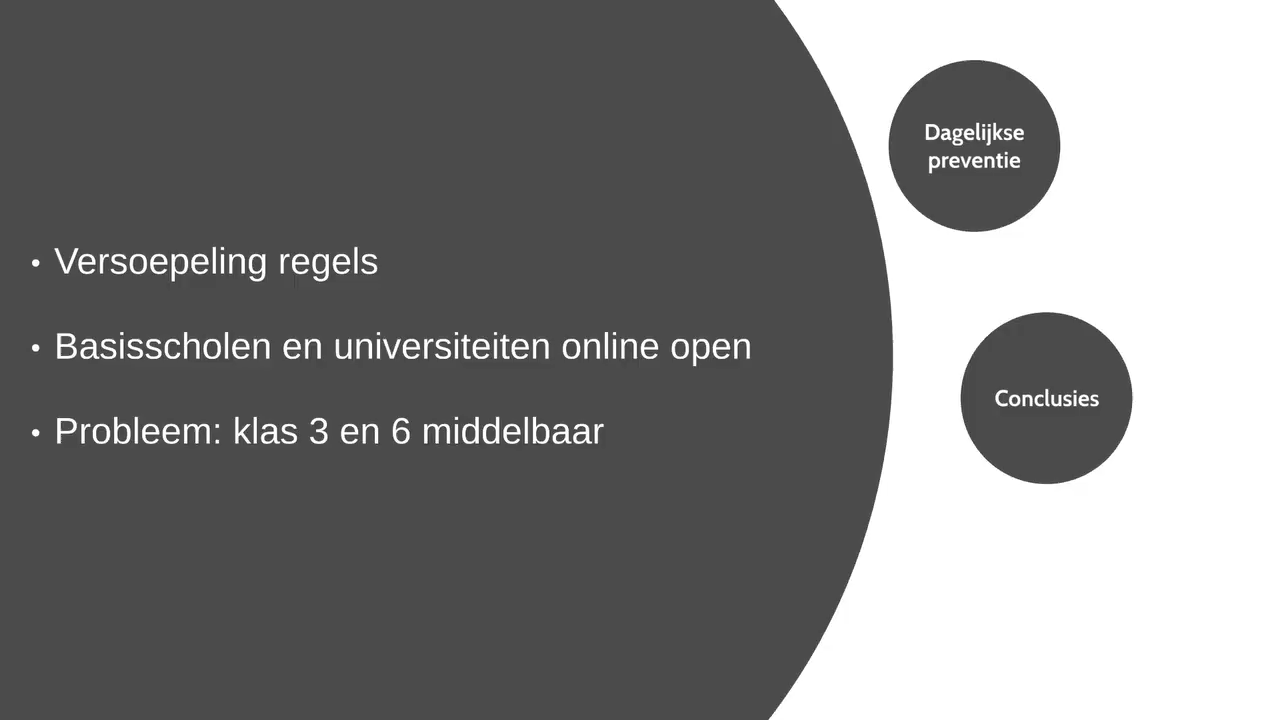 • Versoepeling regels
• Basisscholen en universiteiten online open
• Probleem: klas 3 en 6 middelbaar
Dagelijkse
preventie
Conclusies